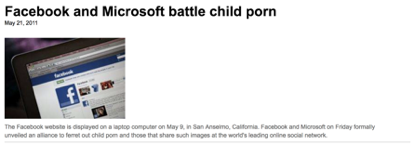 Facebook and Microsoft battle child porn
May 21, 2011
facebook
The Facebook website is displayed on a laptop computer on May 9, in San Anselmo, California. Facebook and Microsoft on Friday formally
unveiled an alliance to ferret out child porn and those that share such images at the world's leading online social network.